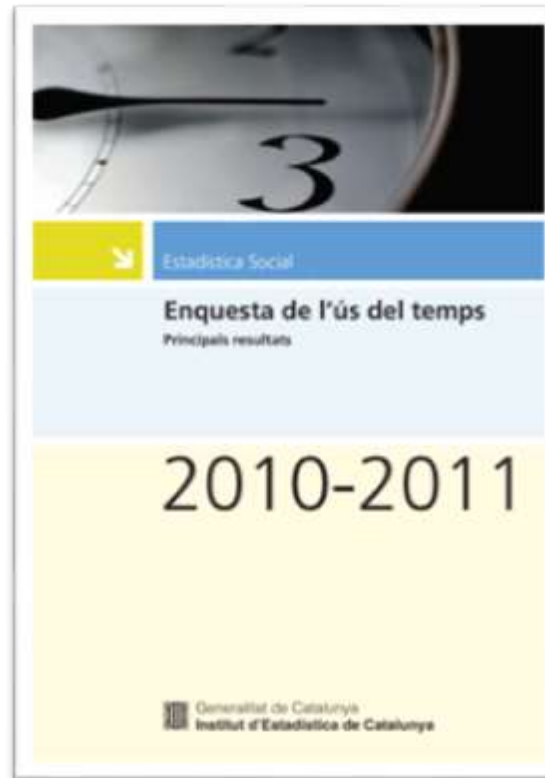 2
3
Estadística Social
Enquesta de l'ús del temps
Principals resultats
2010-2011
Generalitat de Catalunya
Institut d'Estadística de Catalunya